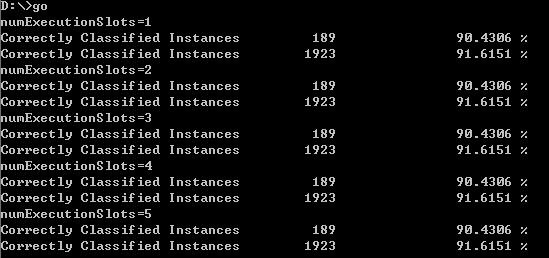 D:\>go
numExecutionSlots=1
Correctly Classified Instances 189 90.4306 %
Correctly Classified Instances 1923 91.6151 %
numExecutionSlots=2
Correctly Classified Instances 189 90.4306 %
Correctly Classified Instances 1923 91.6151 %
numExecutionSlots=3
Correctly Classified Instances 189 90.4306 %
Correctly Classified Instances 1923 91.6151 %
numExecutionSlots=4
Correctly Classified Instances 189 90.4306 %
Correctly Classified Instances 1923 91.6151 %
numExecutionSlots=5
Correctly Classified Instances 189 90.4306 %
Correctly Classified Instances 1923 91.6151 %